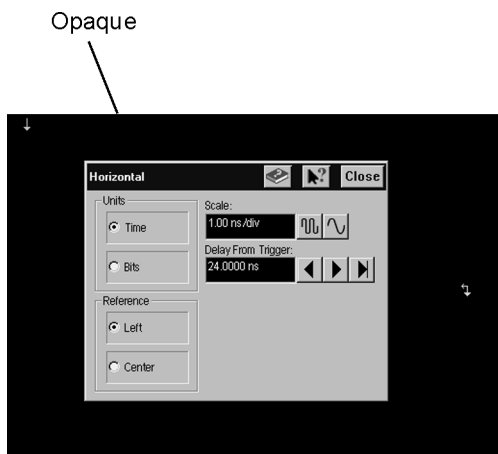 Opaque
Horizontal
? Close
Units
Time
Bits
Scale:
1.00 ns/div
Delay From Trigger:
24.0000 ns
Reference
Left
Center